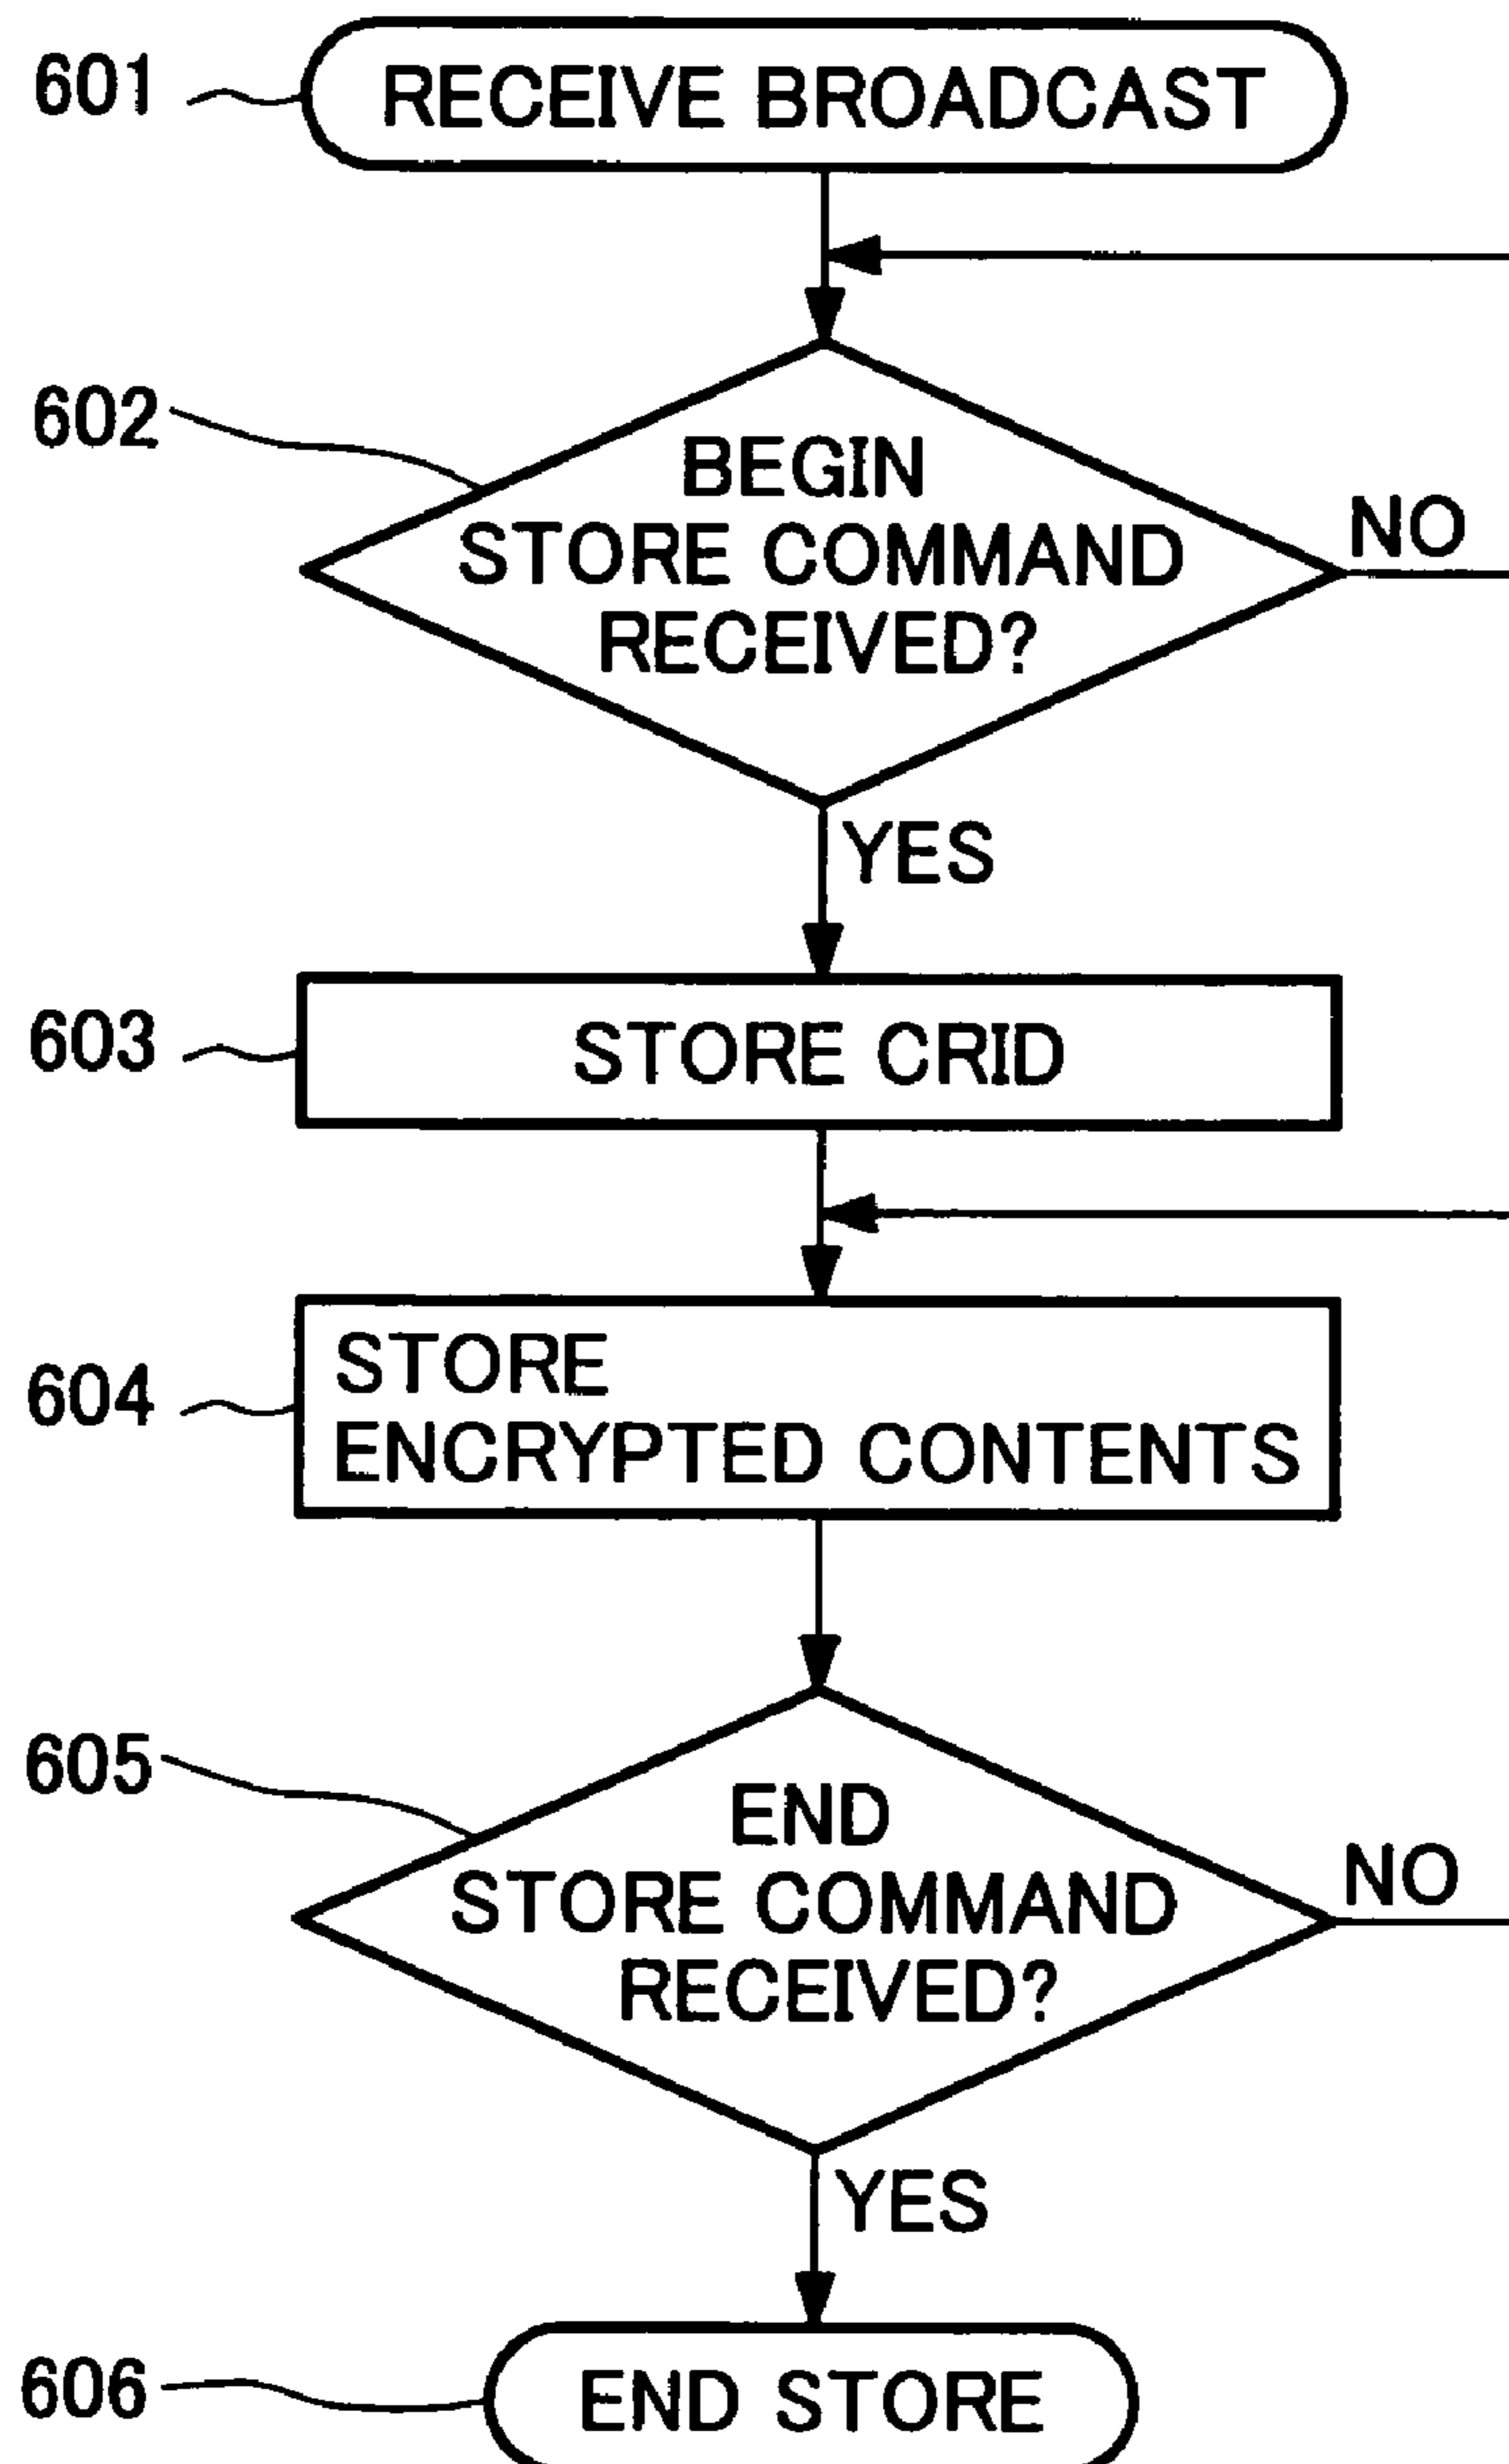 601
RECEIVE BROADCAST
602
BEGIN
STORE COMMAND
RECEIVED?
NO
YES
603
STORE CRID
604
STORE
ENCRYPTED CONTENTS
605
END
STORE COMMAND
RECEIVED?
NO
YES
606
END STORE